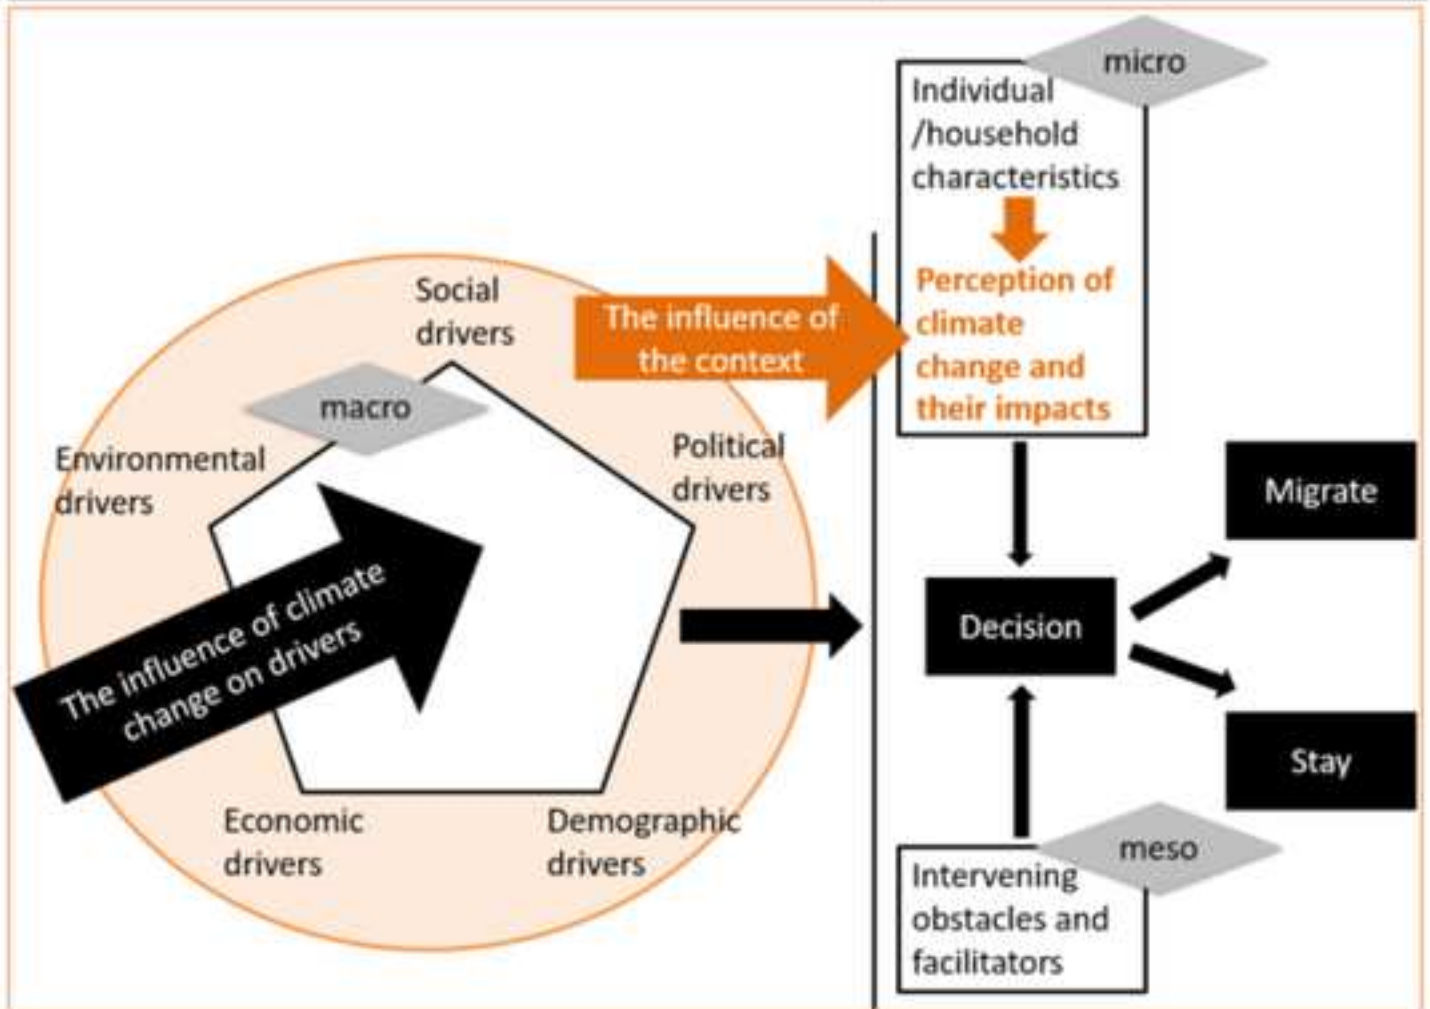 micro
Individual
/household
characteristics
Perception of
climate
change and
their impacts
Social
drivers
The influence of
the context
macro
Environmental
drivers
Political
drivers
The influence of climate
change on drivers
Economic
drivers
Demographic
drivers
Decision
Migrate
Stay
meso
Intervening
obstacles and
facilitators